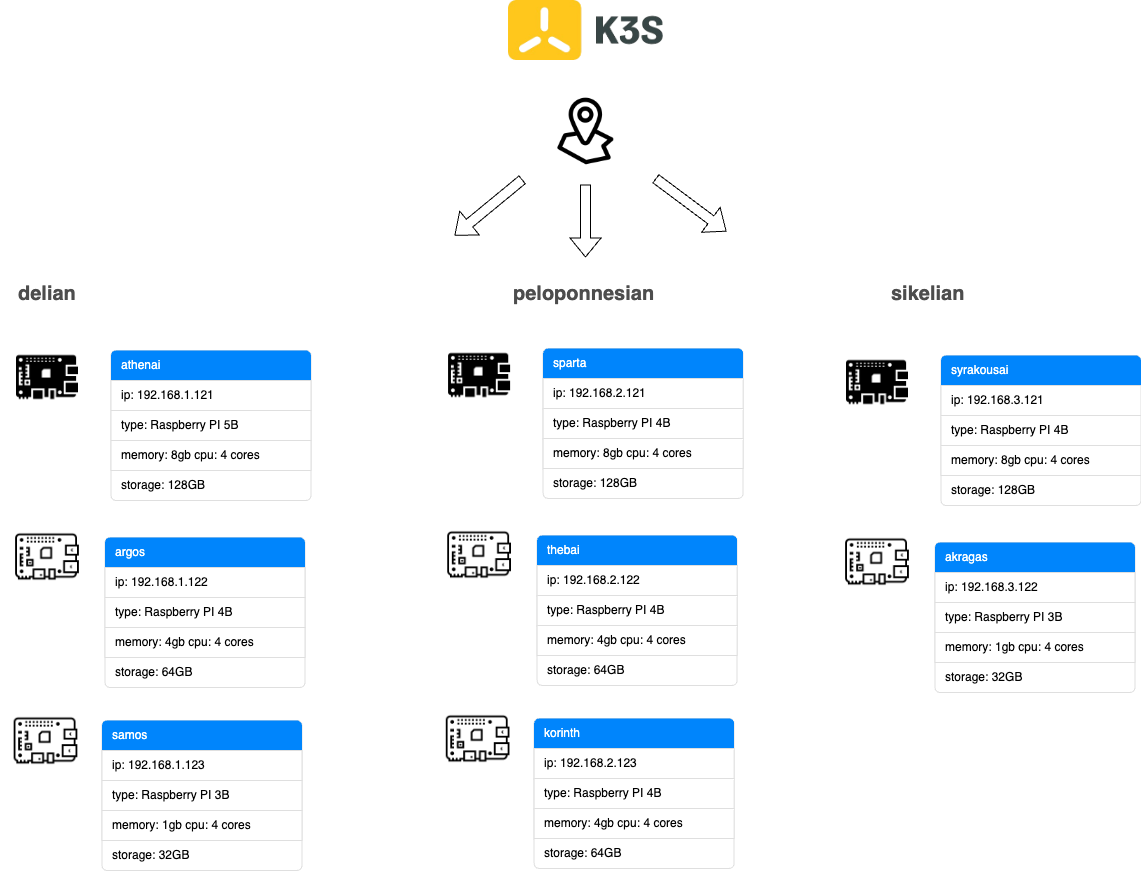 K3S
delian
peloponnesian
sikelian
athenai
ip: 192.168.1.121
type: Raspberry PI 5B
memory: 8gb cpu: 4 cores
storage: 128GB
argos
ip: 192.168.1.122
type: Raspberry PI 4B
memory: 4gb cpu: 4 cores
storage: 64GB
samos
ip: 192.168.1.123
type: Raspberry PI 3B
memory: 1gb cpu: 4 cores
storage: 32GB
sparta
ip: 192.168.2.121
type: Raspberry PI 4B
memory: 8gb cpu: 4 cores
storage: 128GB
thebai
ip: 192.168.2.122
type: Raspberry PI 4B
memory: 4gb cpu: 4 cores
storage: 64GB
korinth
ip: 192.168.2.123
type: Raspberry PI 4B
memory: 4gb cpu: 4 cores
storage: 64GB
syrakousai
ip: 192.168.3.121
type: Raspberry PI 4B
memory: 8gb cpu: 4 cores
storage: 128GB
akragas
ip: 192.168.3.122
type: Raspberry PI 3B
memory: 1gb cpu: 4 cores
storage: 32GB